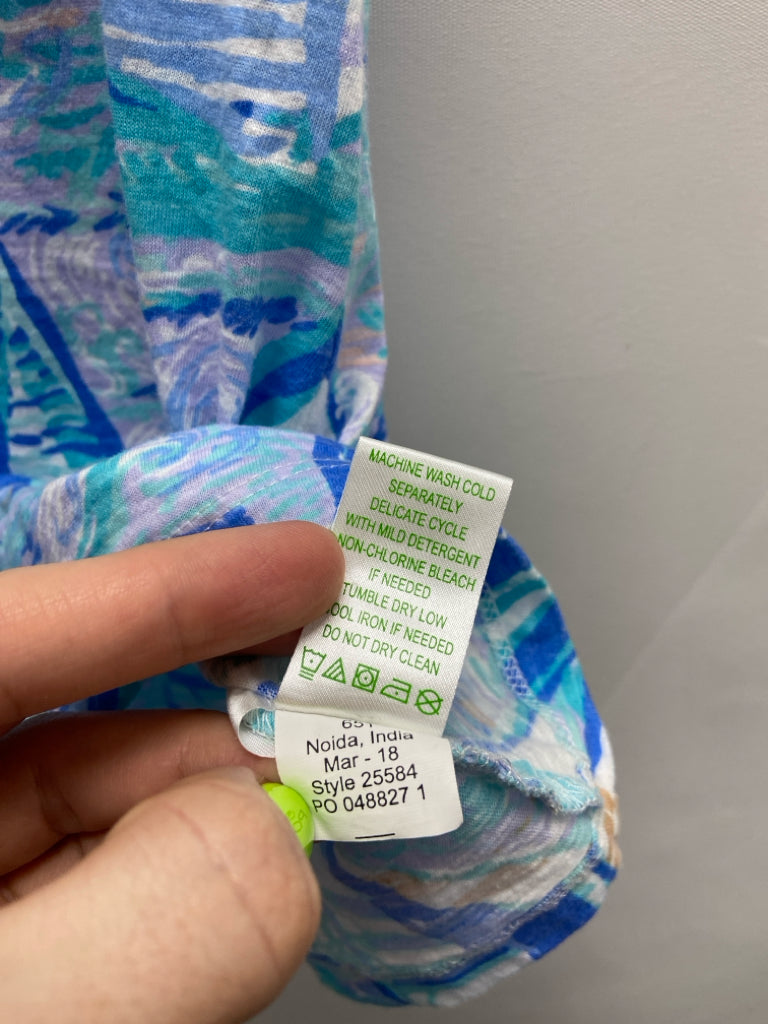 MACHINE WASH COLD
SEPARATELY
DELICATE CYCLE
WITH MILD DETERGENT
NON-CHLORINE BLEACH
IF NEEDED
TUMBLE DRY LOW
OOL IRON IF NEEDED
DO NOT DRY CLEAN
Noida, India
Mar - 18
Style 25584
PO 048827 1